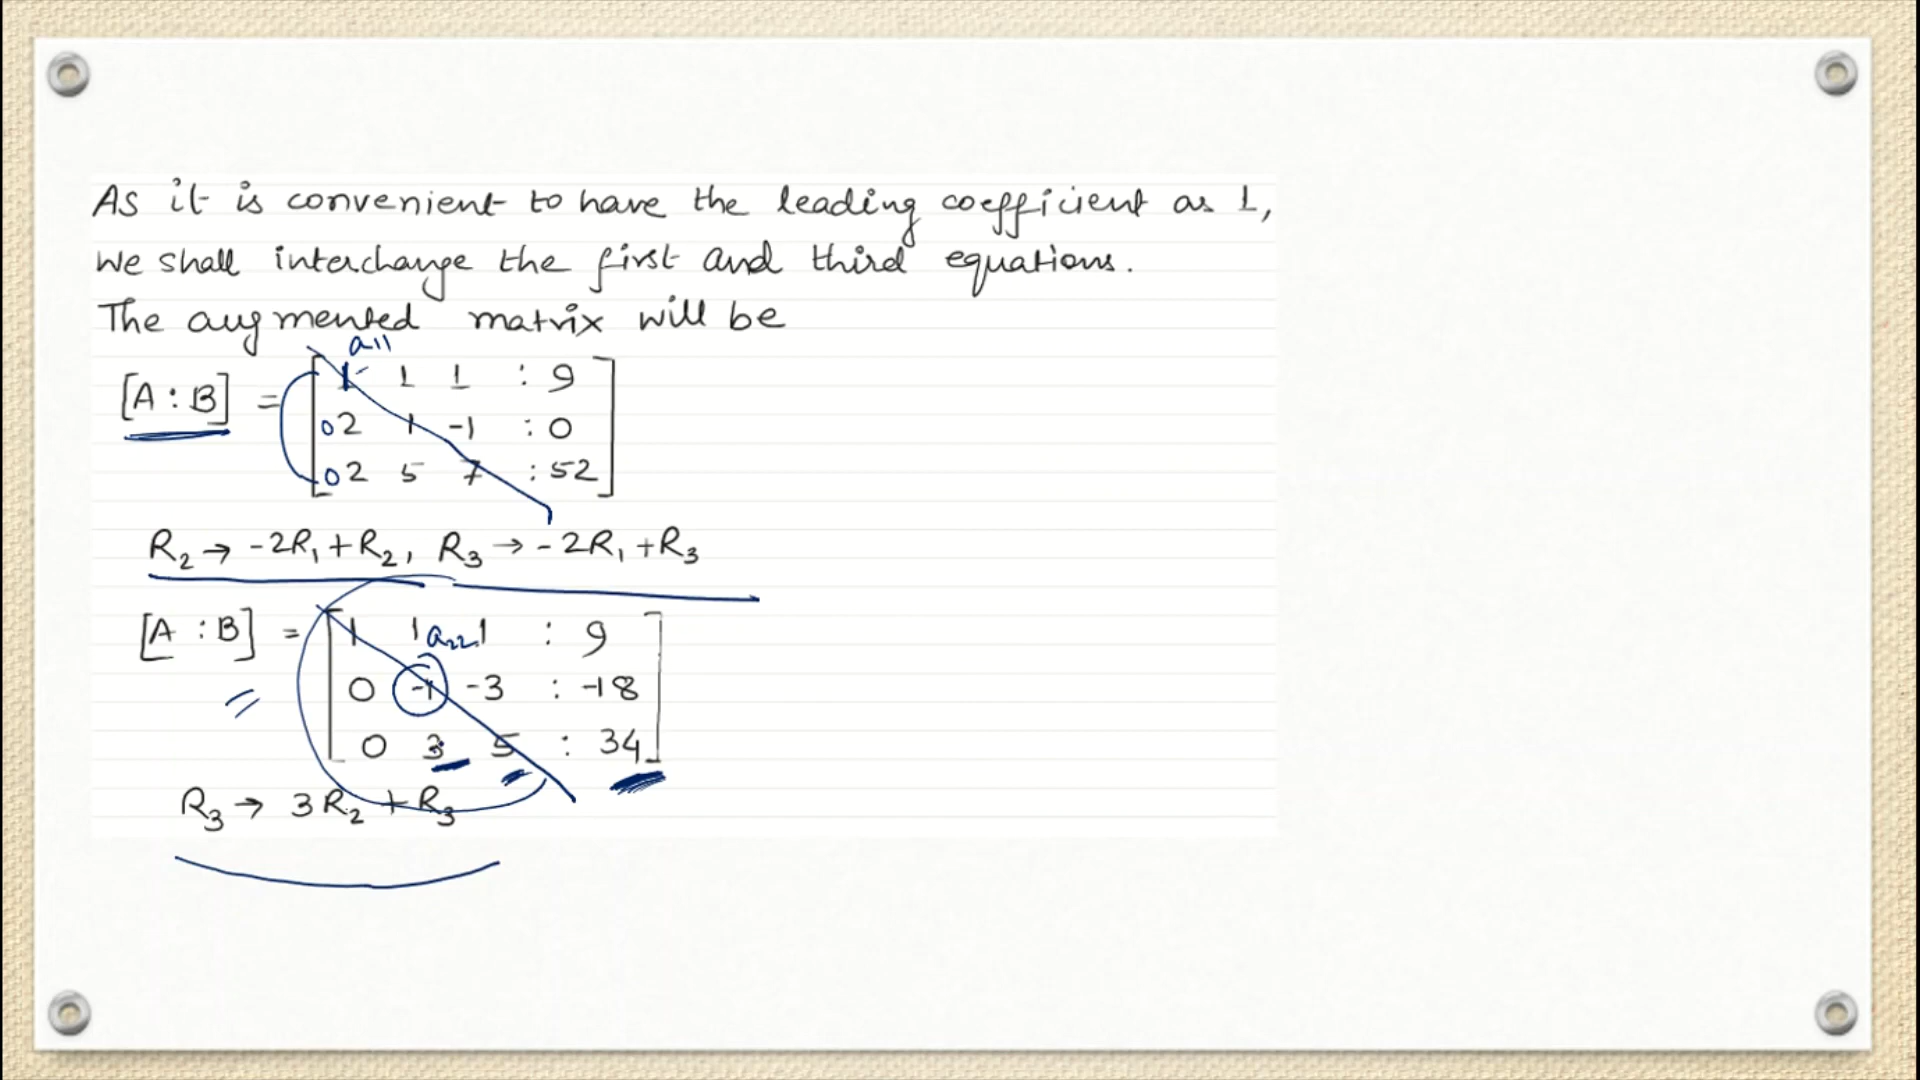 As it is convenient to have the leading coefficient as 1,
we shall interchange the first and third equations.
The augmented matrix will be
a11
[A : B] = [1 1 1 : 9
0 2 1 -1 : 0
0 2 5 7 : 52]
R2 → -2R1 + R2, R3 → -2R1 + R3
[A : B] = [1 1 a22 1 : 9
0 -1 -3 : -18
0 3 5 : 34]
R3 → 3R2 + R3